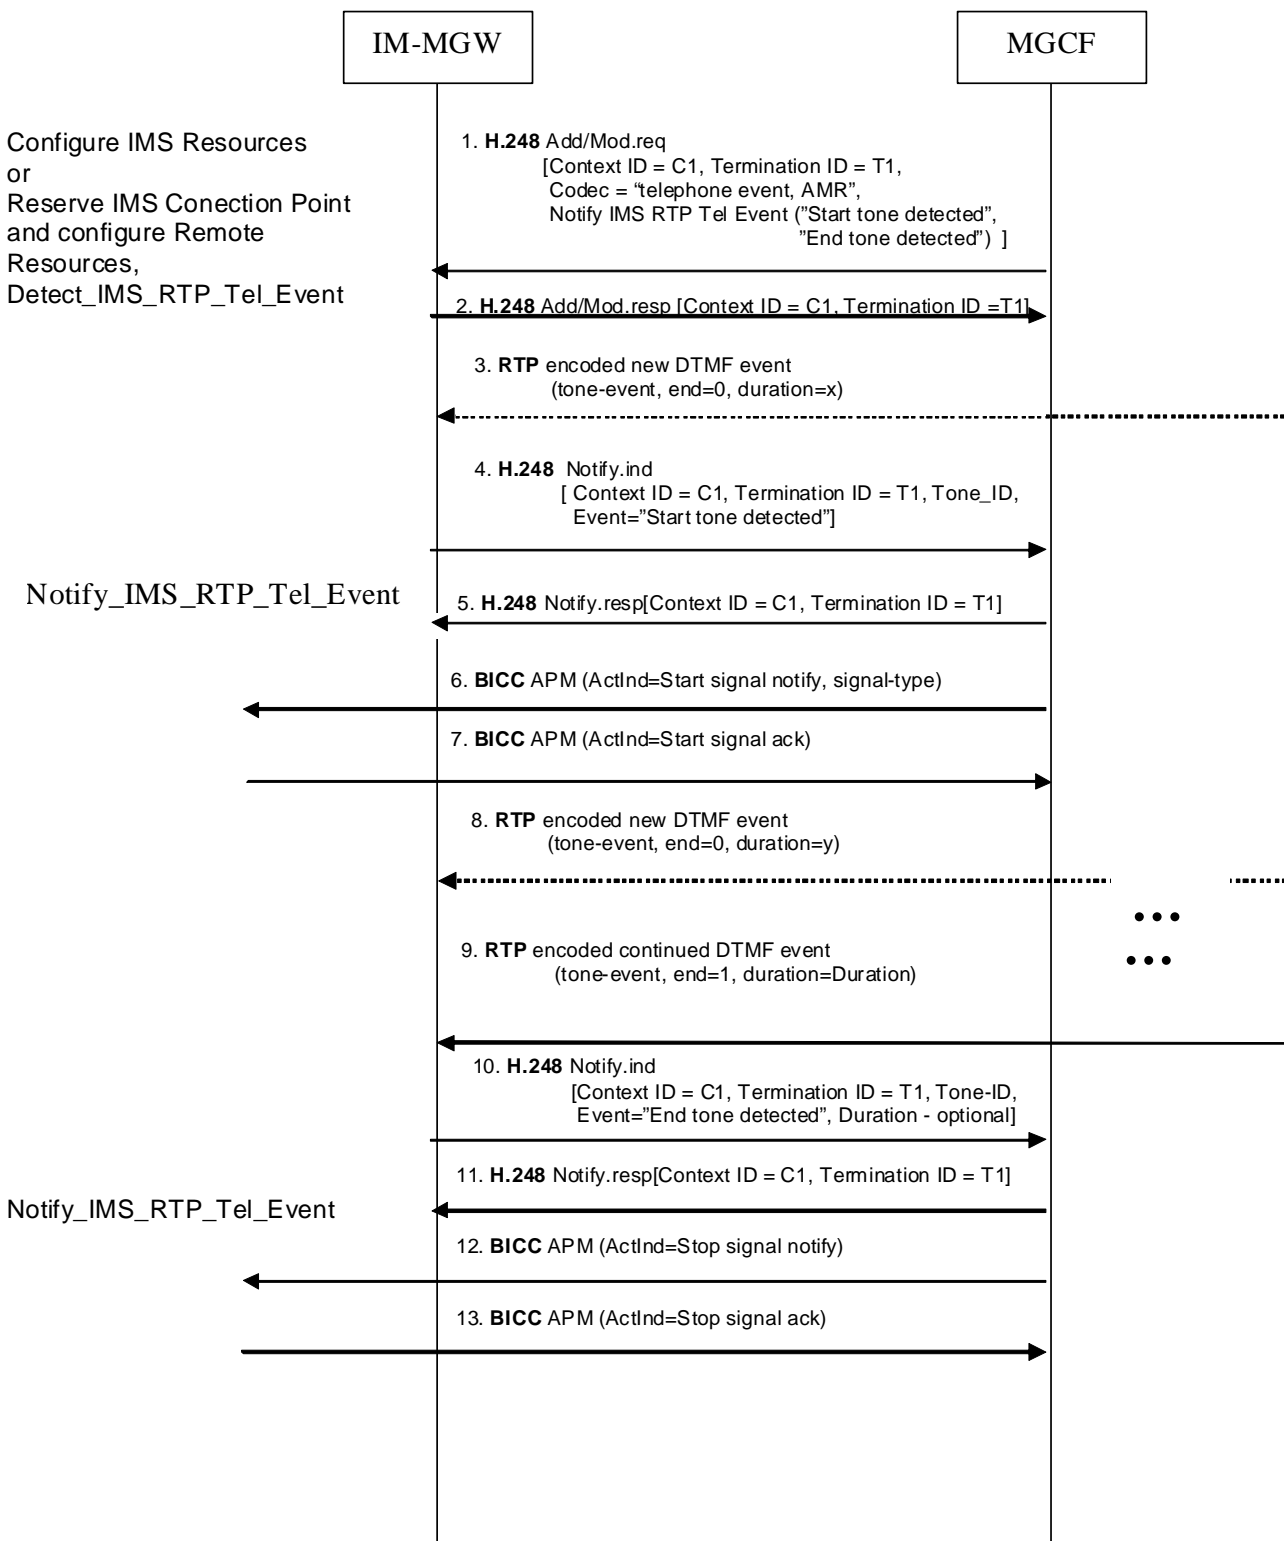 IM-MGW
MGCF
Configure IMS Resources
or
Reserve IMS Conection Point
and configure Remote
Resources,
Detect_IMS_RTP_Tel_Event
1. H.248 Add/Mod.req
[Context ID = C1, Termination ID = T1,
Codec = “telephone event, AMR”,
Notify IMS RTP Tel Event (”Start tone detected”,
”End tone detected”) ]
2. H.248 Add/Mod.resp [Context ID = C1, Termination ID =T1]
3. RTP encoded new DTMF event
(tone-event, end=0, duration=x)
4. H.248 Notify.ind
[ Context ID = C1, Termination ID = T1, Tone_ID,
Event=”Start tone detected”]
Notify_IMS_RTP_Tel_Event
5. H.248 Notify.resp[Context ID = C1, Termination ID = T1]
6. BICC APM (ActInd=Start signal notify, signal-type)
7. BICC APM (ActInd=Start signal ack)
8. RTP encoded new DTMF event
(tone-event, end=0, duration=y)
9. RTP encoded continued DTMF event
(tone-event, end=1, duration=Duration)
10. H.248 Notify.ind
[Context ID = C1, Termination ID = T1, Tone-ID,
Event=”End tone detected”, Duration - optional]
11. H.248 Notify.resp[Context ID = C1, Termination ID = T1]
Notify_IMS_RTP_Tel_Event
12. BICC APM (ActInd=Stop signal notify)
13. BICC APM (ActInd=Stop signal ack)